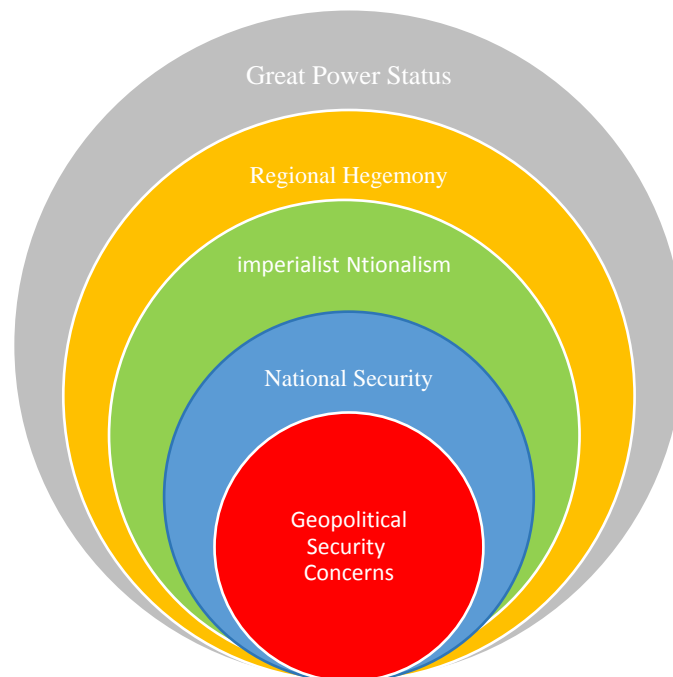 Great Power Status
Regional Hegemony
imperialist Ntionalism
National Security
Geopolitical
Security
Concerns